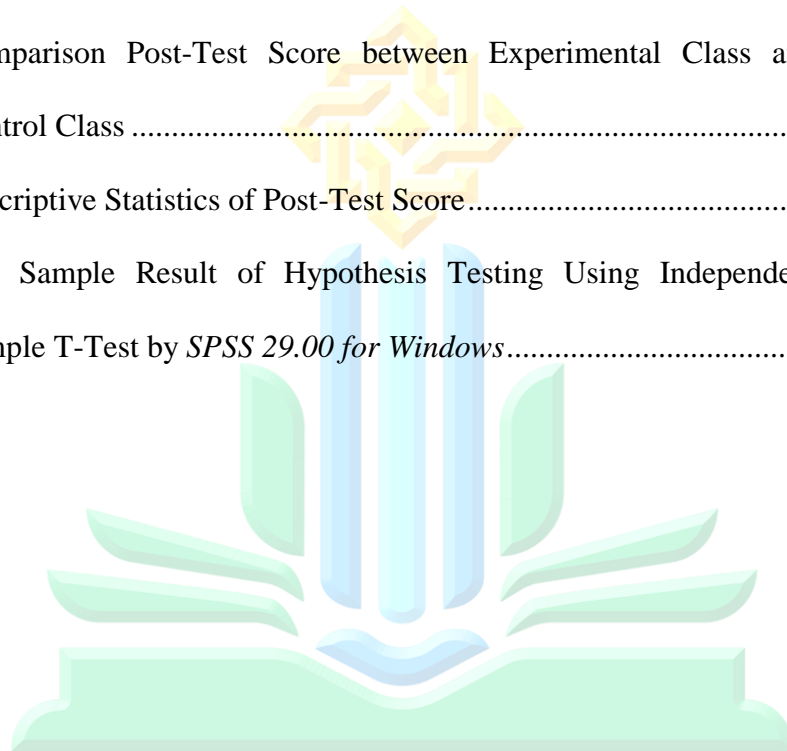 mparison Post-Test Score between Experimental Class a
ntrol Class ....................................................................................
criptive Statistics of Post-Test Score.........................................
Sample Result of Hypothesis Testing Using Independe
nple T-Test by SPSS 29.00 for Windows....................................